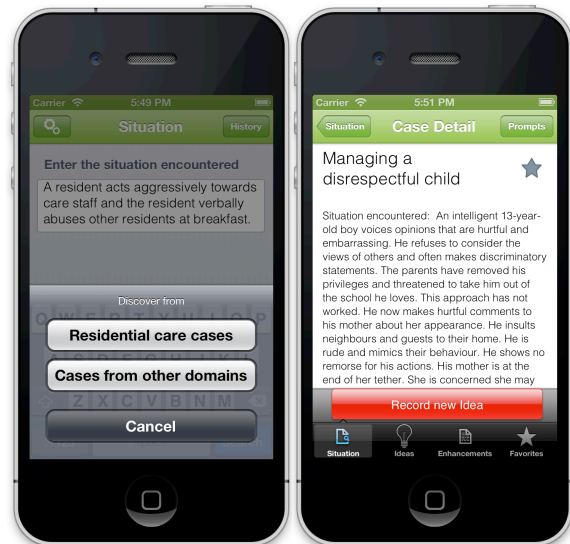 Carrier 5:49 PM
Situation History
Enter the situation encountered
A resident acts aggressively towards
care staff and the resident verbally
abuses other residents at breakfast.
Discover from
Q W E R T Y U I O P
Residential care cases
Cases from other domains
Z X C V B N M
Cancel
Carrier 5:51 PM
Situation Case Detail Prompts
Managing a
disrespectful child
Situation encountered: An intelligent 13-year-
old boy voices opinions that are hurtful and
embarrassing. He refuses to consider the
views of others and often makes discriminatory
statements. The parents have removed his
privileges and threatened to take him out of
the school he loves. This approach has not
worked. He now makes hurtful comments to
his mother about her appearance. He insults
neighbours and guests to their home. He is
rude and mimics their behaviour. He shows no
remorse for his actions. His mother is at the
end of her tether. She is concerned she may
Record new Idea
Situation Ideas Enhancements Favorites